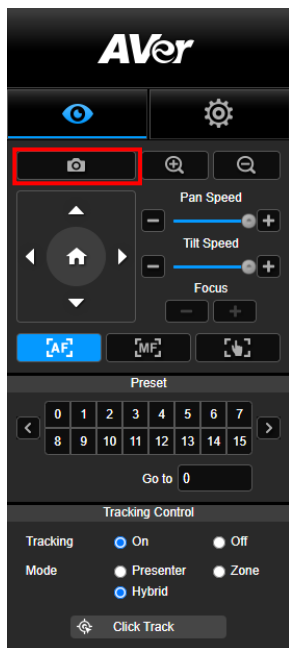 AVer
Pan Speed
Tilt Speed
Focus
AF MF
Preset
0 1 2 3 4 5 6 7
8 9 10 11 12 13 14 15
Go to 0
Tracking Control
Tracking On Off
Mode Presenter Zone
Hybrid
Click Track